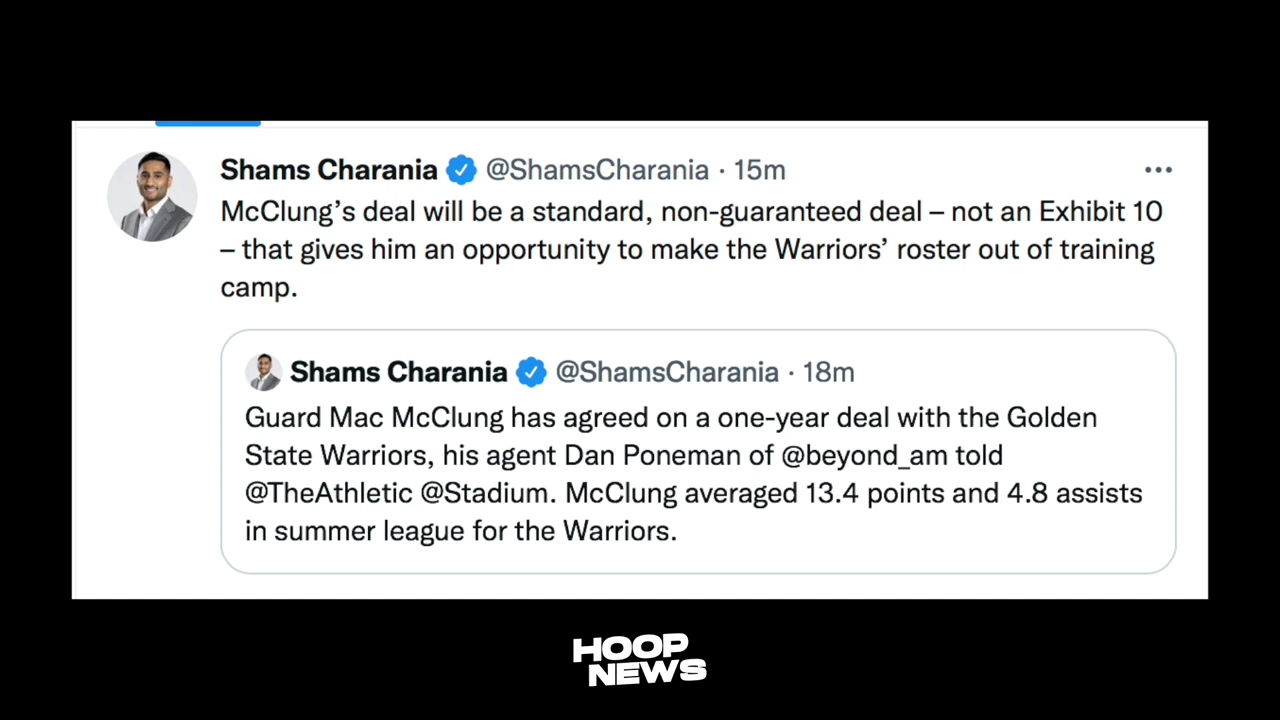 Shams Charania @ShamsCharania · 15m
McClung’s deal will be a standard, non-guaranteed deal – not an Exhibit 10
– that gives him an opportunity to make the Warriors’ roster out of training
camp.
Shams Charania @ShamsCharania · 18m
Guard Mac McClung has agreed on a one-year deal with the Golden
State Warriors, his agent Dan Poneman of @beyond_am told
@TheAthletic @Stadium. McClung averaged 13.4 points and 4.8 assists
in summer league for the Warriors.
HOOP
NEWS